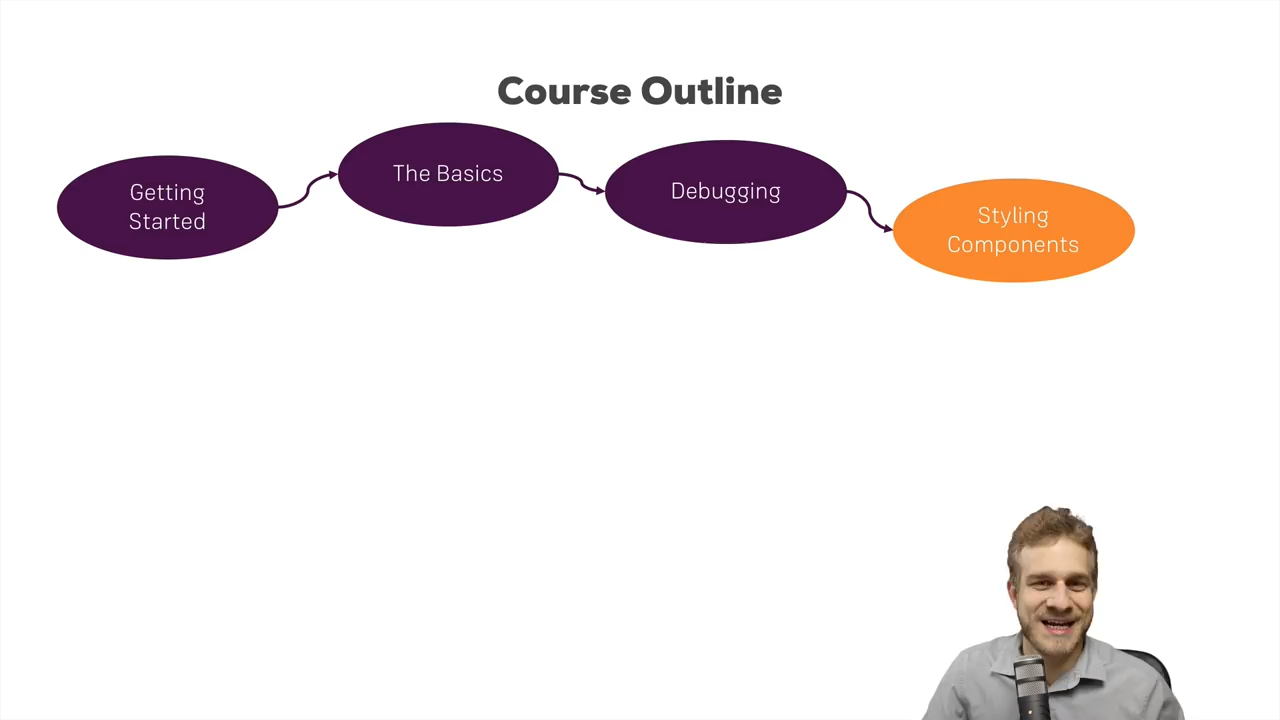 Course Outline
Getting
Started
The Basics
Debugging
Styling
Components